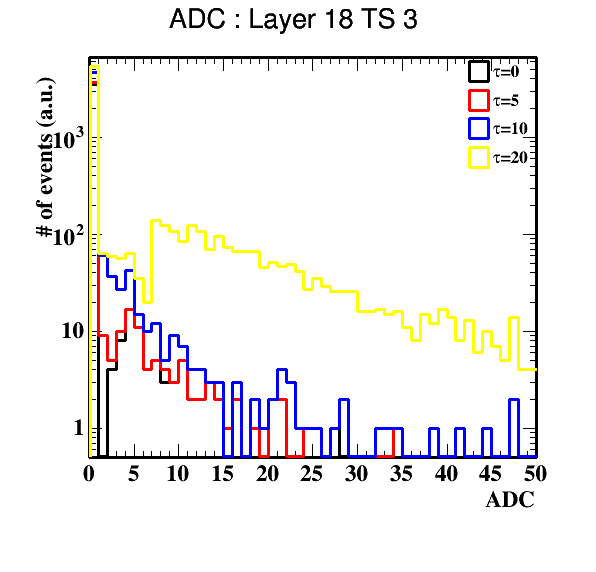 ADC : Layer 18 TS 3
# of events (a.u.)
10³
10²
10
1
τ=0
τ=5
τ=10
τ=20
0 5 10 15 20 25 30 35 40 45 50
ADC